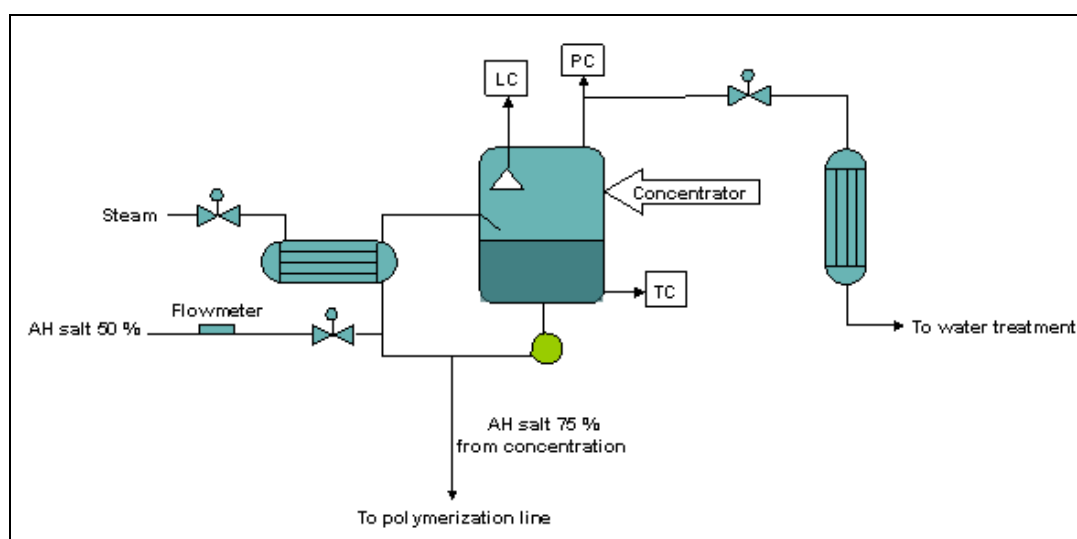 PC
LC
Concentrator
Steam
TC
Flowmeter
AH salt 50 %
To water treatment
AH salt 75 %
from concentration
To polymerization line